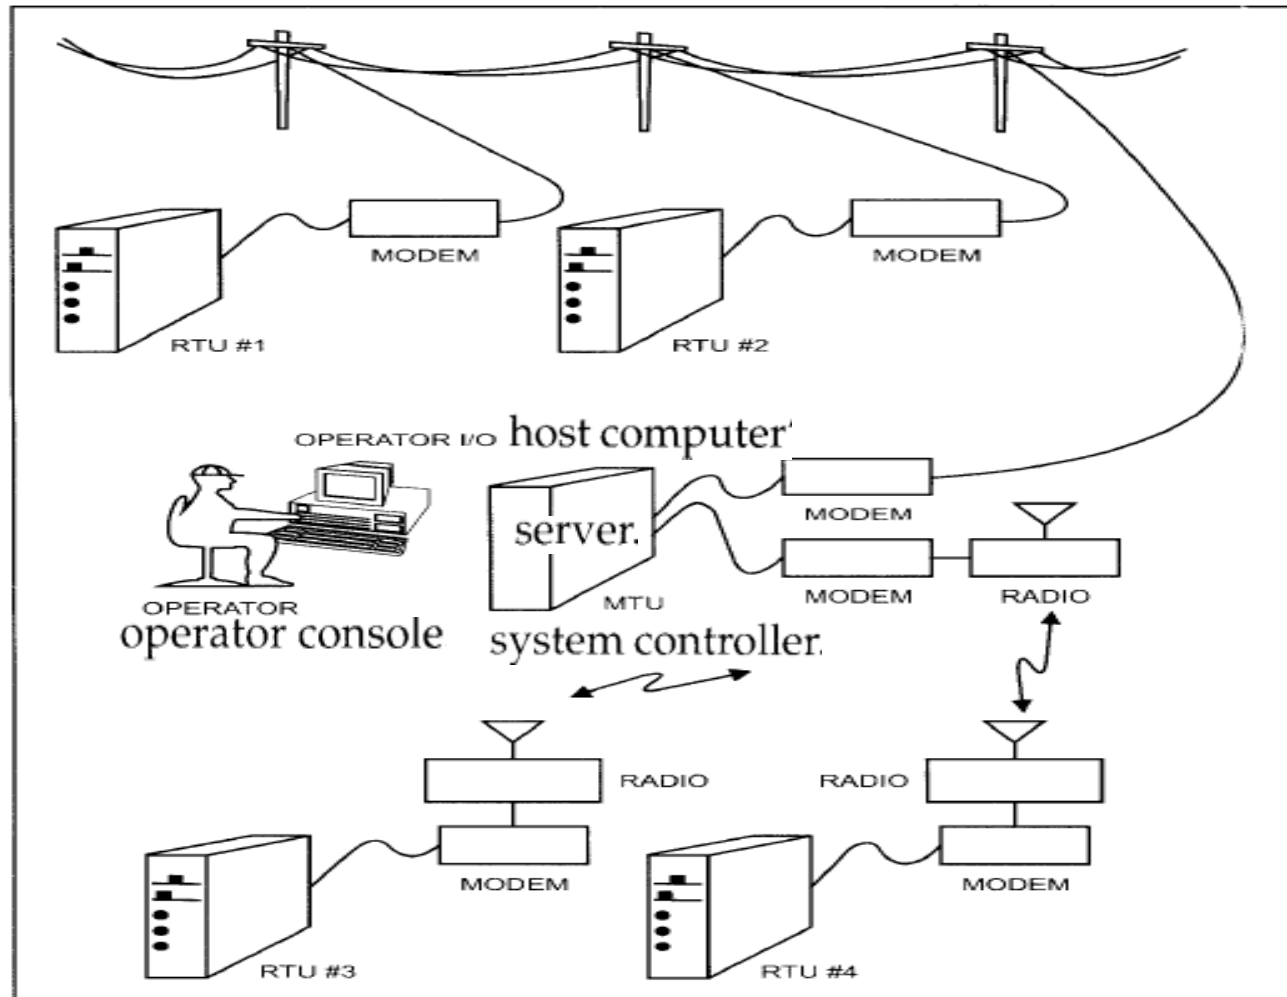 MODEM
MODEM
RTU #1
RTU #2
OPERATOR I/O host computer
server.
MODEM
MODEM
RADIO
OPERATOR
MTU
operator console
system controller.
RADIO
RADIO
MODEM
MODEM
RTU #3
RTU #4